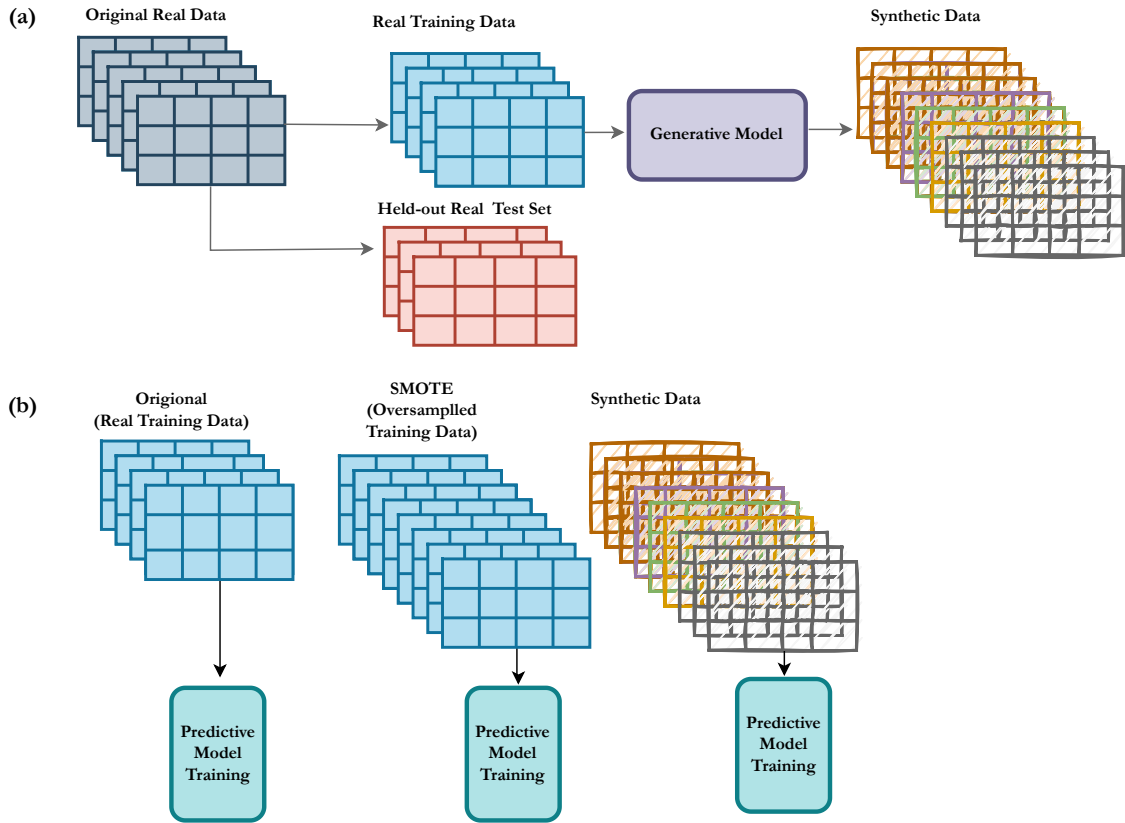 (a)
Original Real Data
Real Training Data
Synthetic Data
Generative Model
Held-out Real Test Set
(b)
Origional
(Real Training Data)
SMOTE
(Oversamplled
Training Data)
Synthetic Data
Predictive
Model
Training
Predictive
Model
Training
Predictive
Model
Training